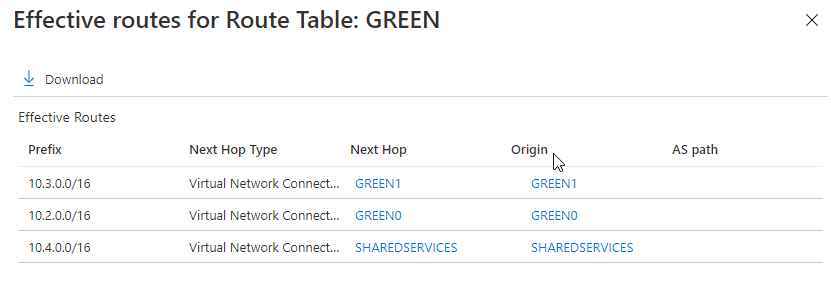 Effective routes for Route Table: GREEN
Download
Effective Routes
Prefix Next Hop Type Next Hop Origin AS path
10.3.0.0/16 Virtual Network Connect... GREEN1 GREEN1
10.2.0.0/16 Virtual Network Connect... GREEN0 GREEN0
10.4.0.0/16 Virtual Network Connect... SHAREDSERVICES SHAREDSERVICES